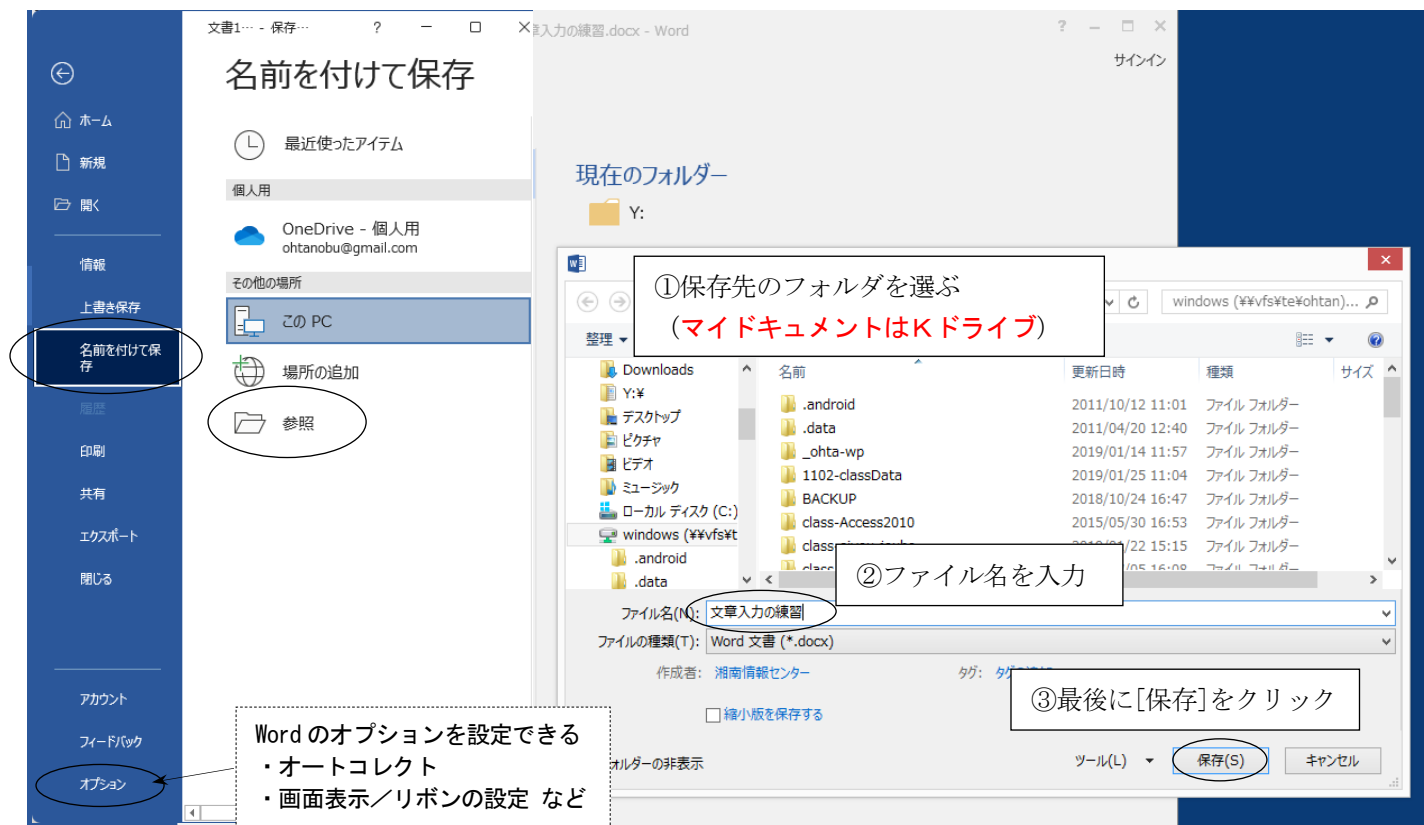 文書1… - 保存…
?
章入力の練習.docx - Word
?
サインイン
名前を付けて保存
ホーム
新規
開く
情報
上書き保存
名前を付けて保
存
履歴
印刷
共有
エクスポート
閉じる
アカウント
フィードバック
オプション
最近使ったアイテム
個人用
OneDrive - 個人用
ohtanobu@gmail.com
その他の場所
この PC
場所の追加
参照
Wordのオプションを設定できる
・オートコレクト
・画面表示/リボンの設定 など
現在のフォルダー
Y:
①保存先のフォルダを選ぶ
（マイドキュメントはＫドライブ）
windows (¥¥vfs¥te¥ohtan)...
整理
Downloads
Y:¥
デスクトップ
ピクチャ
ビデオ
ミュージック
ローカル ディスク (C:)
windows (¥¥vfs¥t
.android
.data
名前 更新日時 種類 サイズ
.android 2011/10/12 11:01 ファイル フォルダー
.data 2011/04/20 12:40 ファイル フォルダー
_ohta-wp 2019/01/14 11:57 ファイル フォルダー
1102-classData 2019/01/25 11:04 ファイル フォルダー
BACKUP 2018/10/24 16:47 ファイル フォルダー
class-Access2010 2015/05/30 16:53 ファイル フォルダー
/22 15:15 ファイル フォルダー
②ファイル名を入力
ファイル名(N): 文章入力の練習
ファイルの種類(T): Word 文書 (*.docx)
作成者: 湘南情報センター タグ:
③最後に[保存]をクリック
縮小版を保存する
ルダーの非表示
ツール(L)
保存(S)
キャンセル